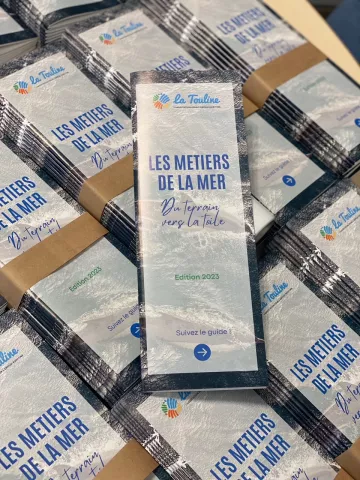 la Touline
LES METIERS
DE LA MER
Du terrain
vers la toile
Edition 2023
Suivez le guide !